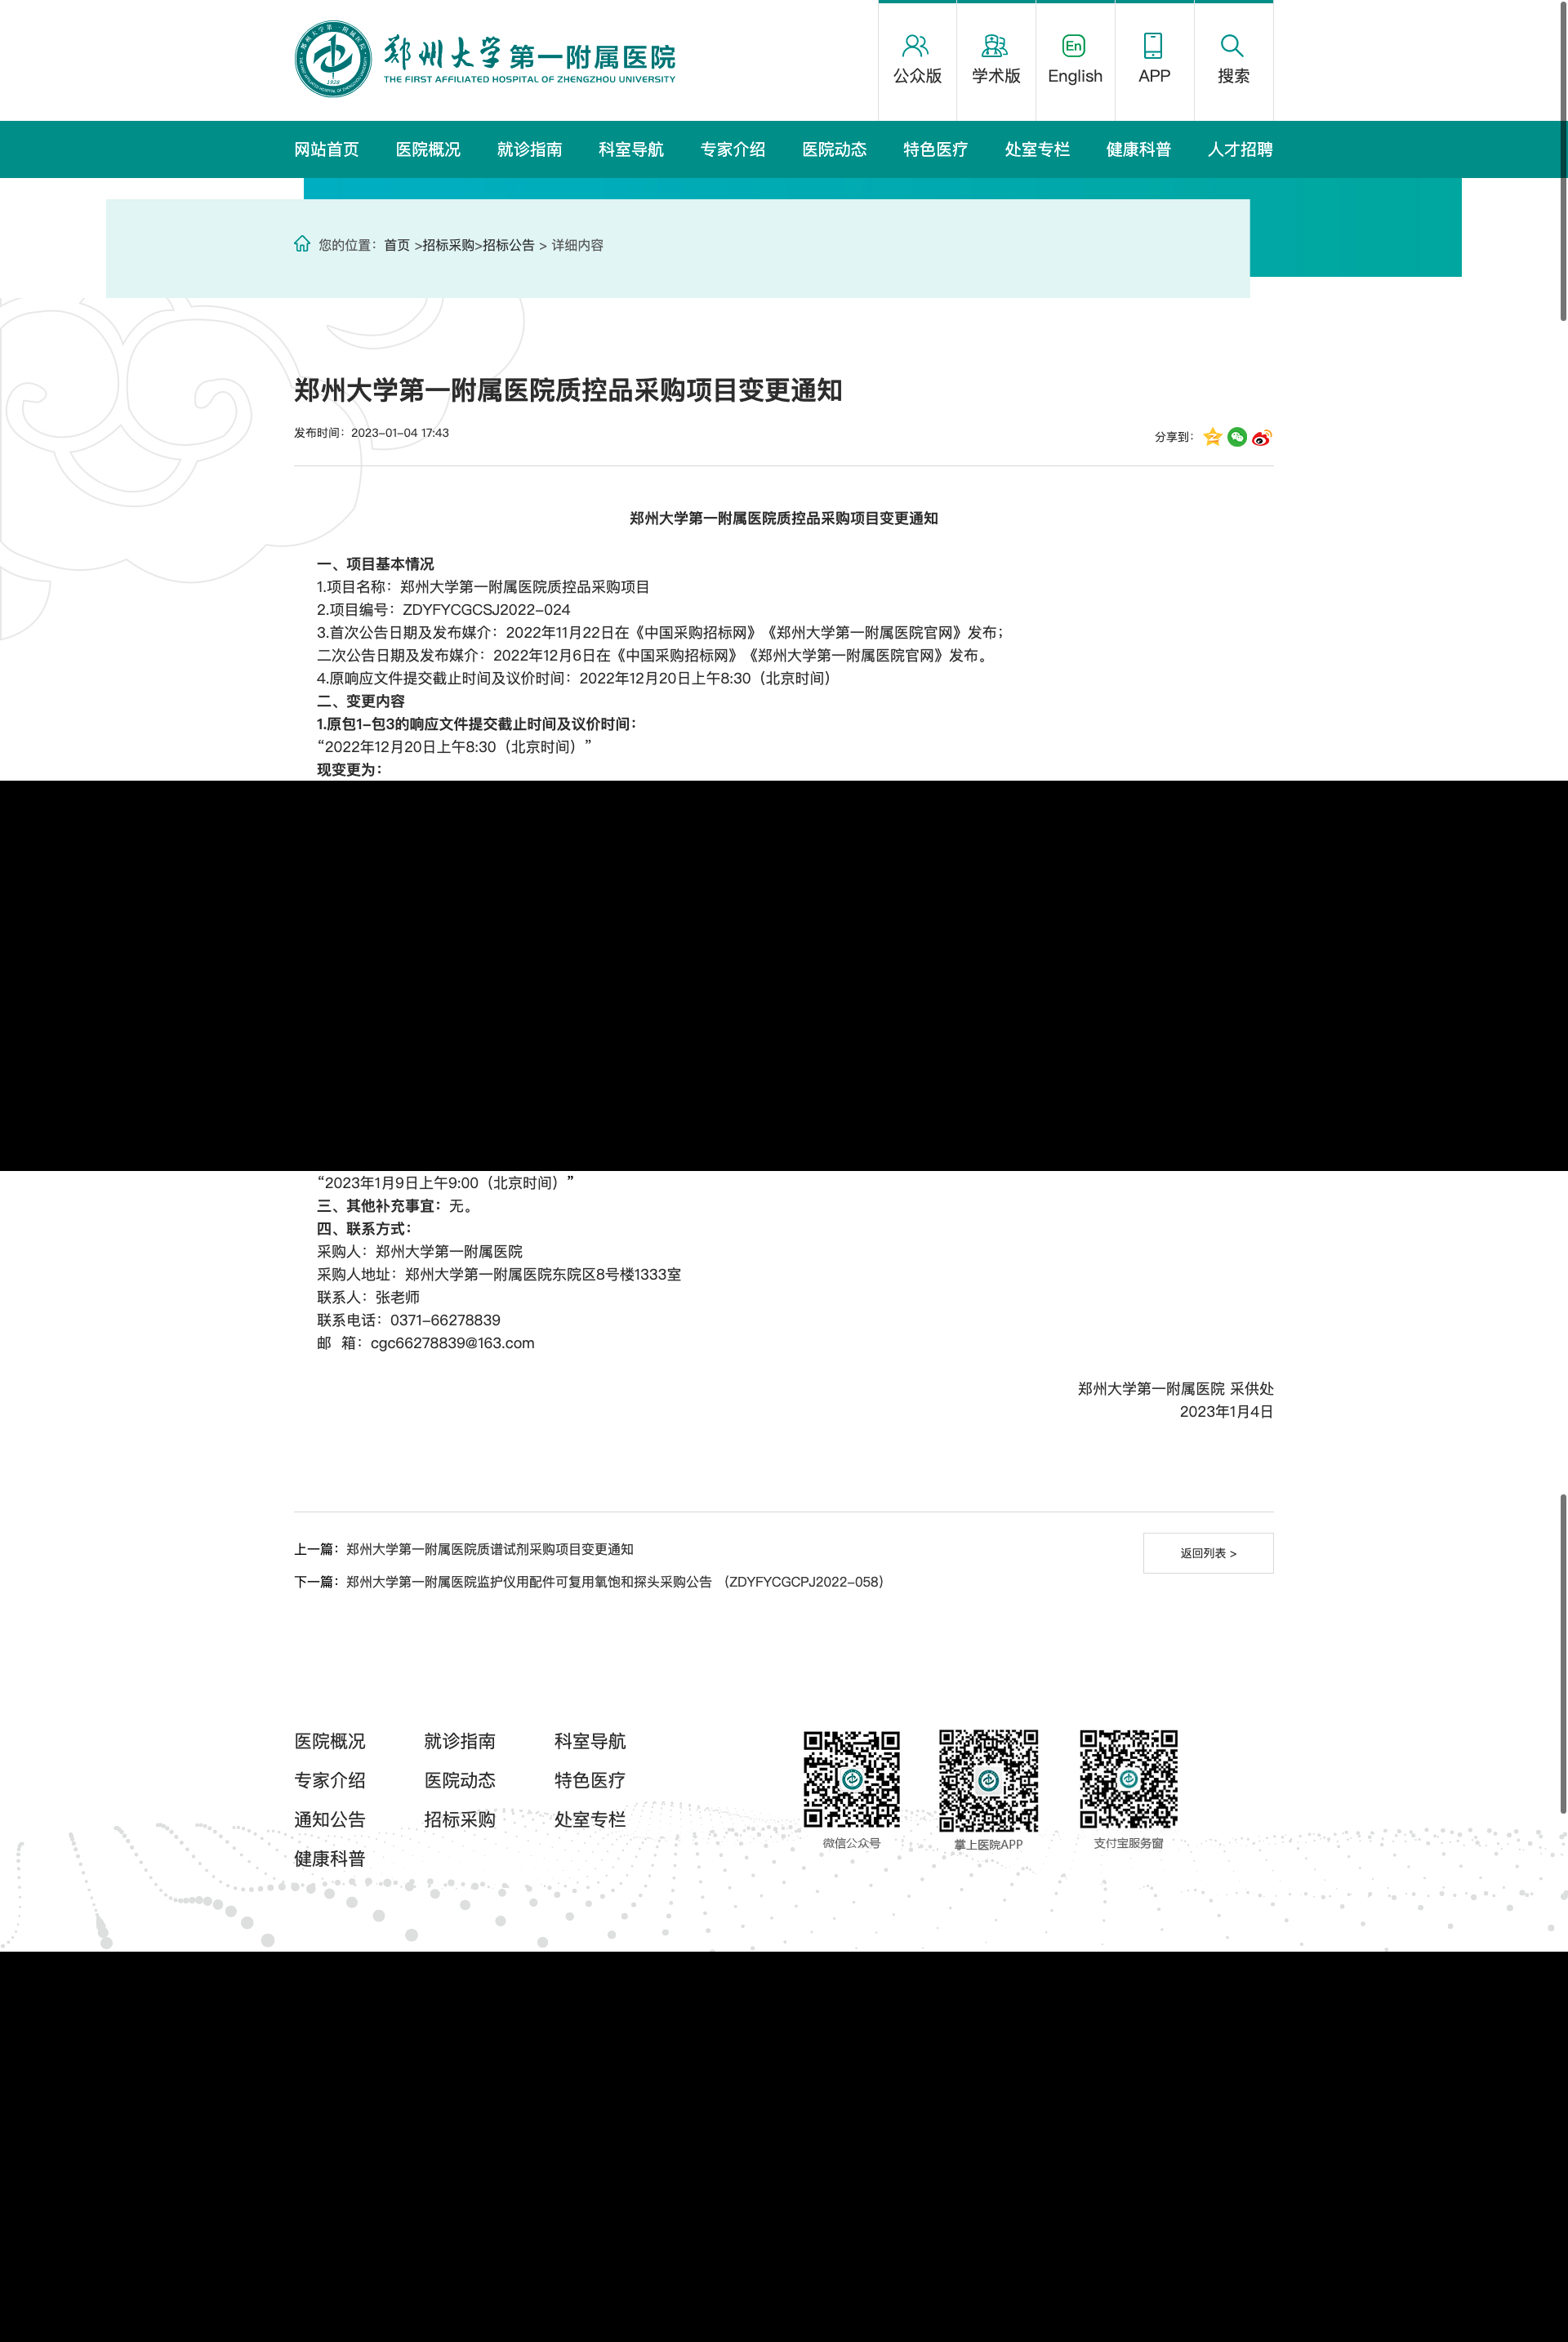 郑州大学第一附属医院
THE FIRST AFFILIATED HOSPITAL OF ZHENGZHOU UNIVERSITY
公众版
学术版
En
English
APP
搜索
网站首页 医院概况 就诊指南 科室导航 专家介绍 医院动态 特色医疗 处室专栏 健康科普 人才招聘
您的位置：首页 >招标采购>招标公告 > 详细内容
郑州大学第一附属医院质控品采购项目变更通知
发布时间：2023-01-04 17:43
分享到：
郑州大学第一附属医院质控品采购项目变更通知
一、项目基本情况
1.项目名称：郑州大学第一附属医院质控品采购项目
2.项目编号：ZDYFYCGCSJ2022-024
3.首次公告日期及发布媒介：2022年11月22日在《中国采购招标网》《郑州大学第一附属医院官网》发布；
二次公告日期及发布媒介：2022年12月6日在《中国采购招标网》《郑州大学第一附属医院官网》发布。
4.原响应文件提交截止时间及议价时间：2022年12月20日上午8:30（北京时间）
二、变更内容
1.原包1-包3的响应文件提交截止时间及议价时间：
“2022年12月20日上午8:30（北京时间）”
现变更为：
“2023年1月9日上午9:00（北京时间）”
三、其他补充事宜：无。
四、联系方式：
采购人：郑州大学第一附属医院
采购人地址：郑州大学第一附属医院东院区8号楼1333室
联系人：张老师
联系电话：0371-66278839
邮 箱：cgc66278839@163.com
郑州大学第一附属医院 采供处
2023年1月4日
上一篇：郑州大学第一附属医院质谱试剂采购项目变更通知
返回列表 >
下一篇：郑州大学第一附属医院监护仪用配件可复用氧饱和探头采购公告 （ZDYFYCGCPJ2022-058）
医院概况 就诊指南 科室导航
专家介绍 医院动态 特色医疗
通知公告 招标采购 处室专栏
健康科普
微信公众号 掌上医院APP 支付宝服务窗